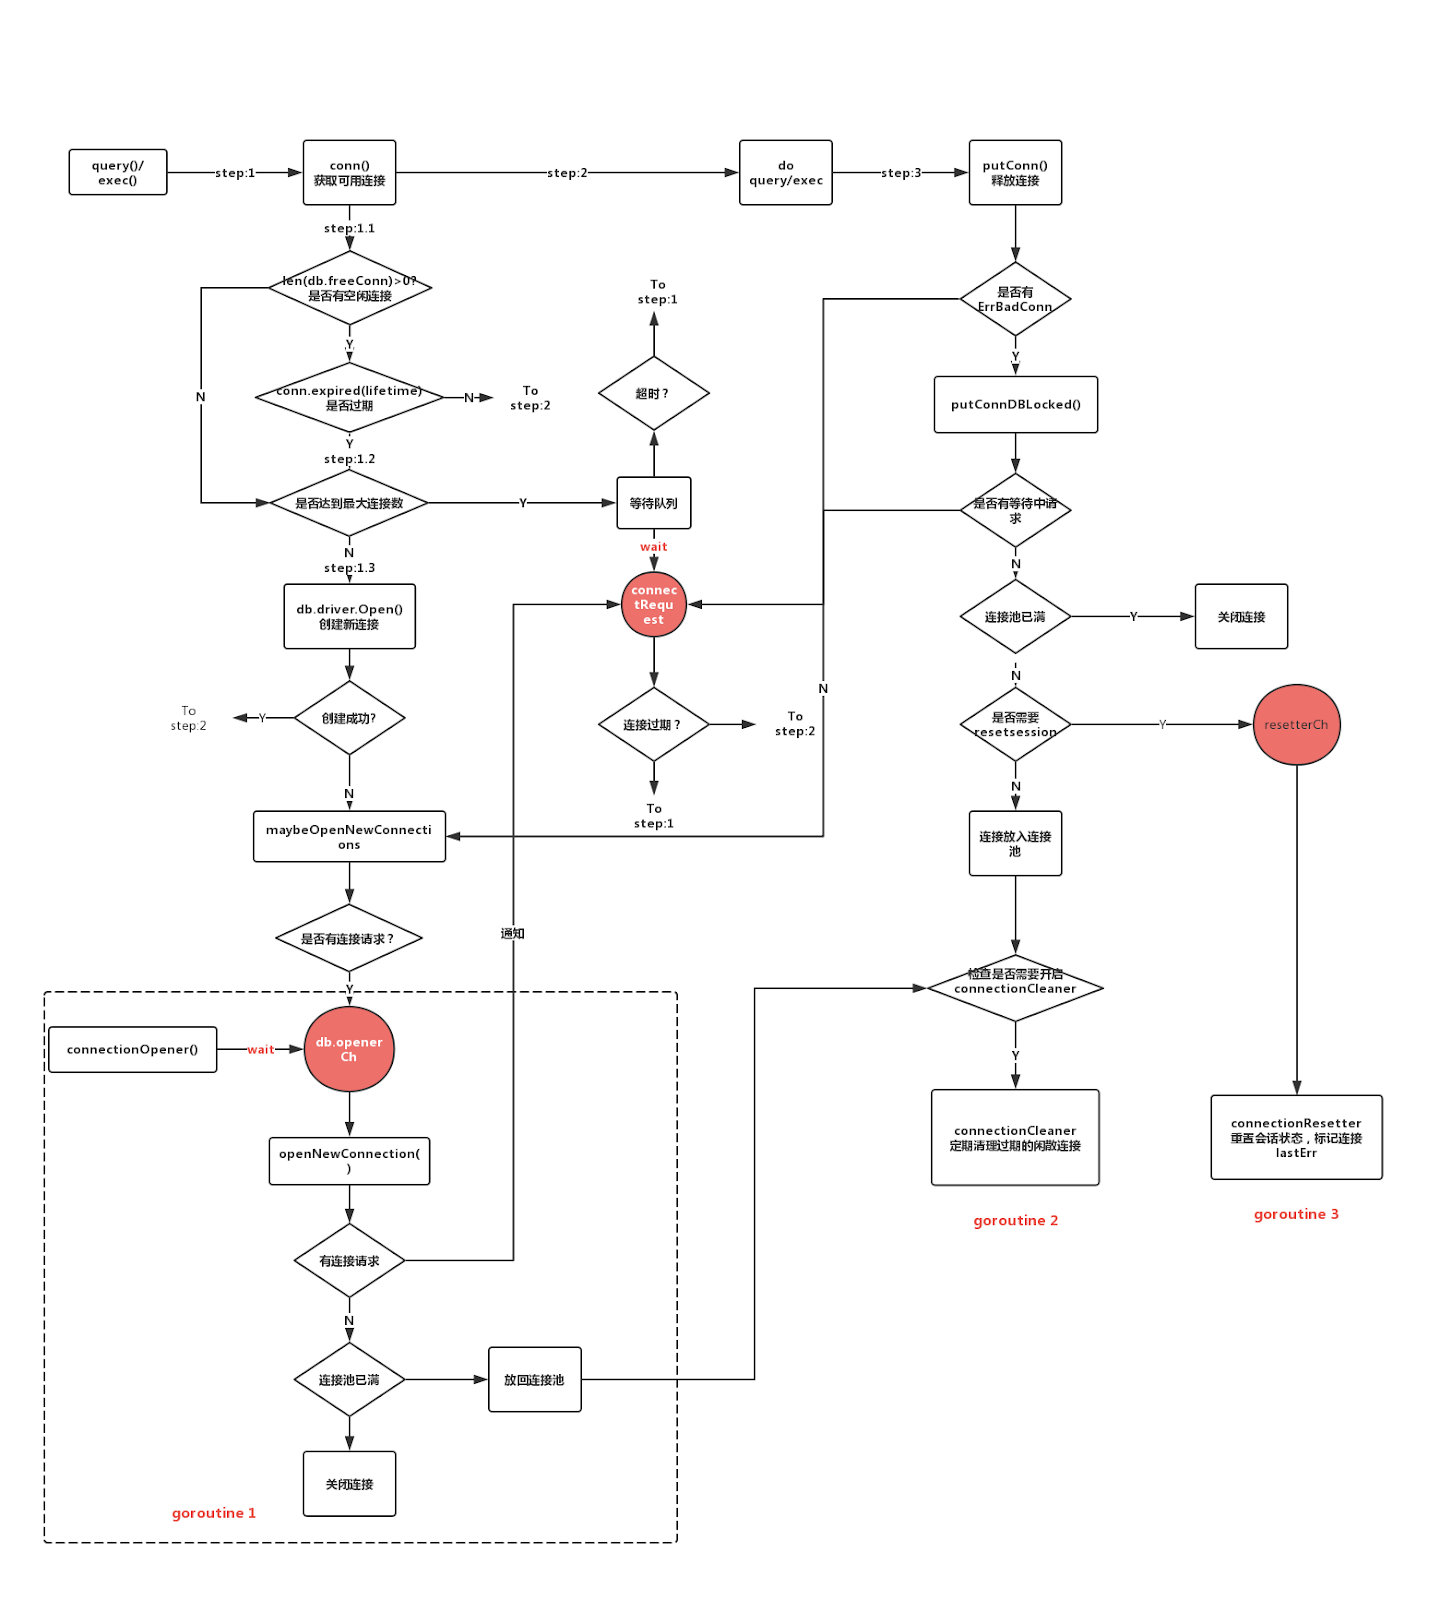 query()/
exec()
step:1
conn()
获取可用连接
step:2
do
query/exec
step:3
putConn()
释放连接
step:1.1
len(db.freeConn)>0?
是否有空闲连接
Y
N
conn.expired(lifetime)
是否过期
N
To
step:2
Y
step:1.2
是否达到最大连接数
Y
N
step:1.3
db.driver.Open()
创建新连接
创建成功?
Y
To
step:2
N
maybeOpenNewConnecti
ons
是否有连接请求？
Y
To
step:1
超时？
等待队列
wait
connec
tRequ
est
连接过期？
To
step:2
To
step:1
是否有
ErrBadConn
Y
putConnDBLocked()
是否有等待中请
求
N
N
连接池已满
Y
关闭连接
N
是否需要
resetsession
Y
resetterCh
N
连接放入连接
池
检查是否需要开启
connectionCleaner
Y
connectionCleaner
定期清理过期的闲散连接
goroutine 2
connectionResetter
重置会话状态，标记连接
lastErr
goroutine 3
通知
connectionOpener()
wait
db.opener
Ch
openNewConnection(
)
有连接请求
N
连接池已满
放回连接池
关闭连接
goroutine 1